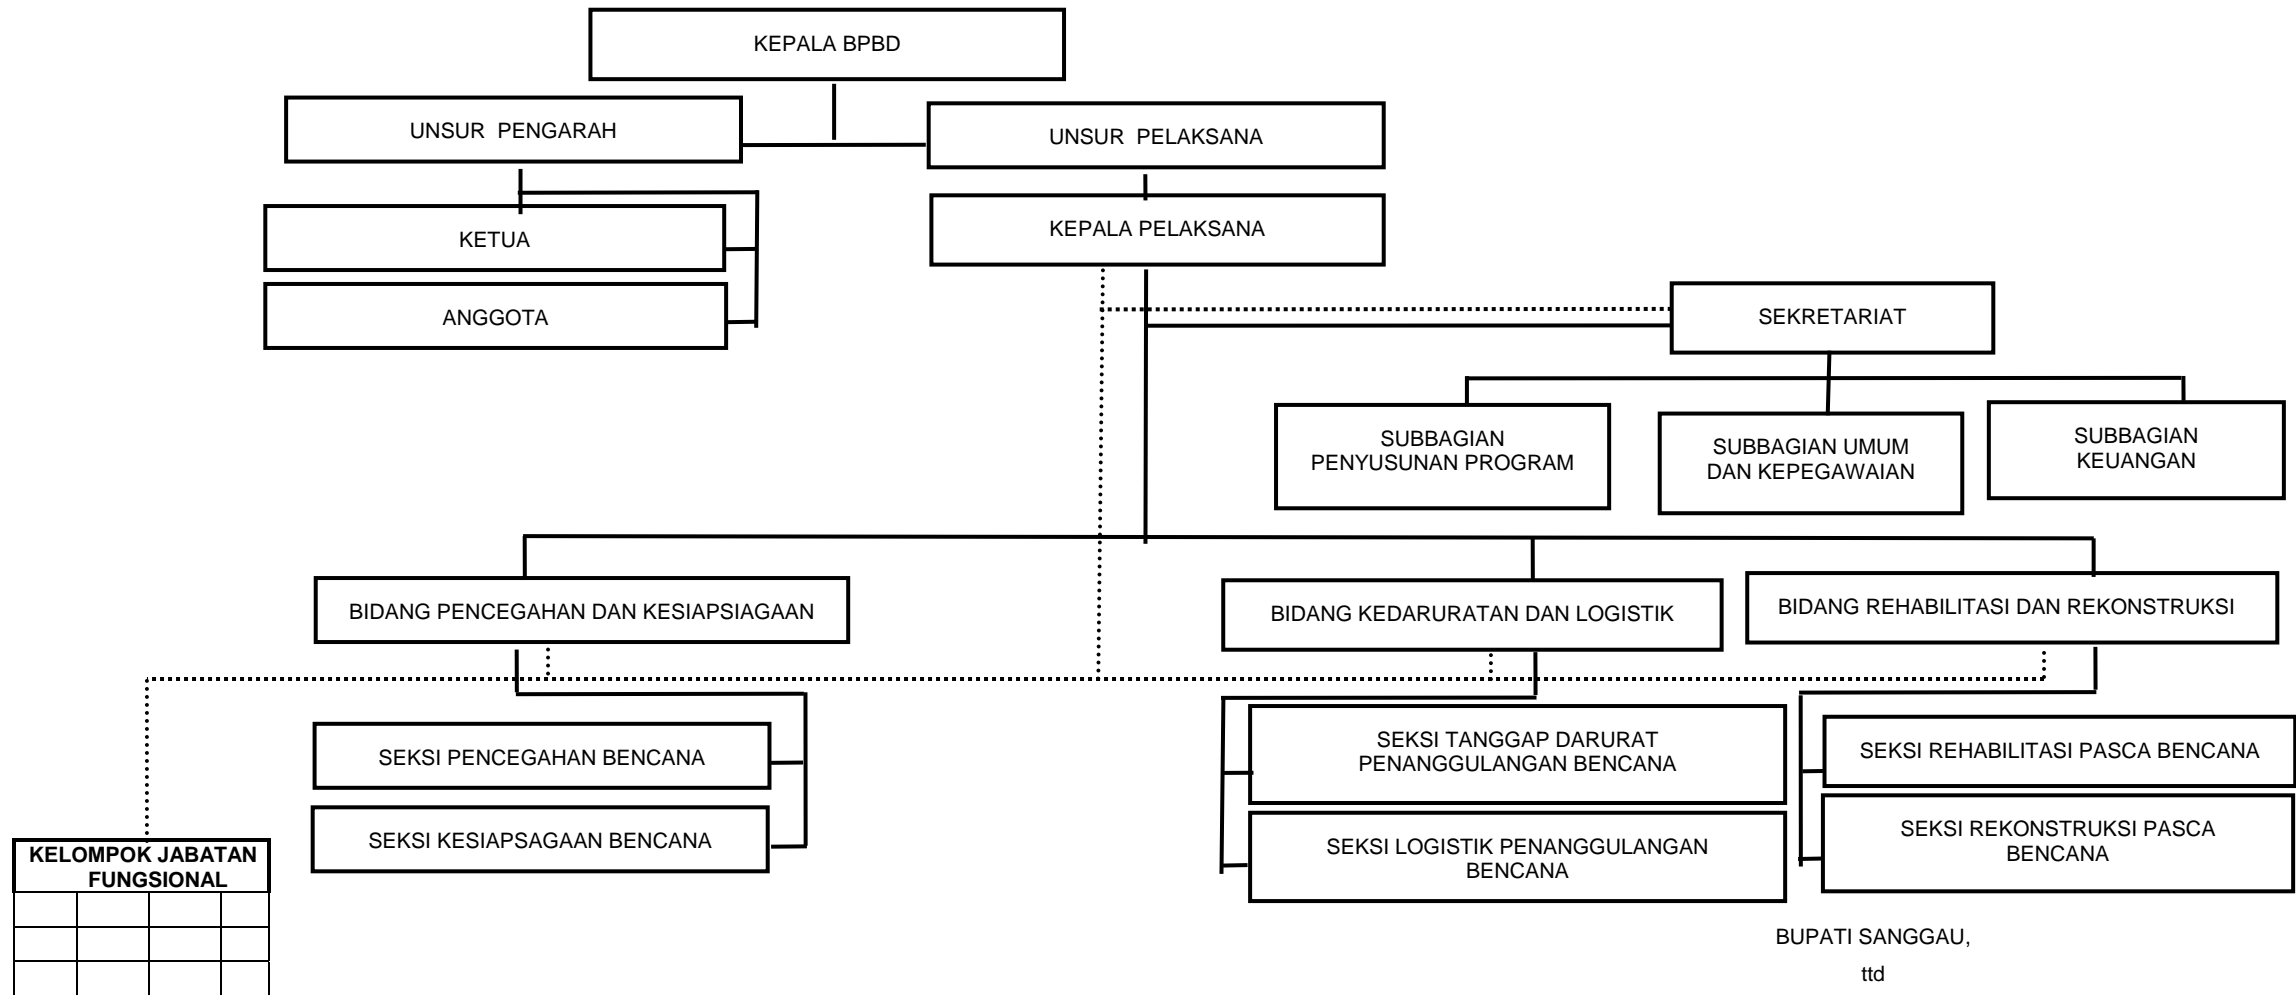 KEPALA BPBD
UNSUR PENGARAH
UNSUR PELAKSANA
KETUA
KEPALA PELAKSANA
ANGGOTA
SEKRETARIAT
SUBBAGIAN
PENYUSUNAN PROGRAM
SUBBAGIAN UMUM
DAN KEPEGAWAIAN
SUBBAGIAN
KEUANGAN
BIDANG PENCEGAHAN DAN KESIAPSIAGAAN
BIDANG KEDARURATAN DAN LOGISTIK
BIDANG REHABILITASI DAN REKONSTRUKSI
SEKSI PENCEGAHAN BENCANA
SEKSI KESIAPSAGAAN BENCANA
SEKSI TANGGAP DARURAT
PENANGGULANGAN BENCANA
SEKSI LOGISTIK PENANGGULANGAN
BENCANA
SEKSI REHABILITASI PASCA BENCANA
SEKSI REKONSTRUKSI PASCA
BENCANA
KELOMPOK JABATAN
FUNGSIONAL
BUPATI SANGGAU,
ttd